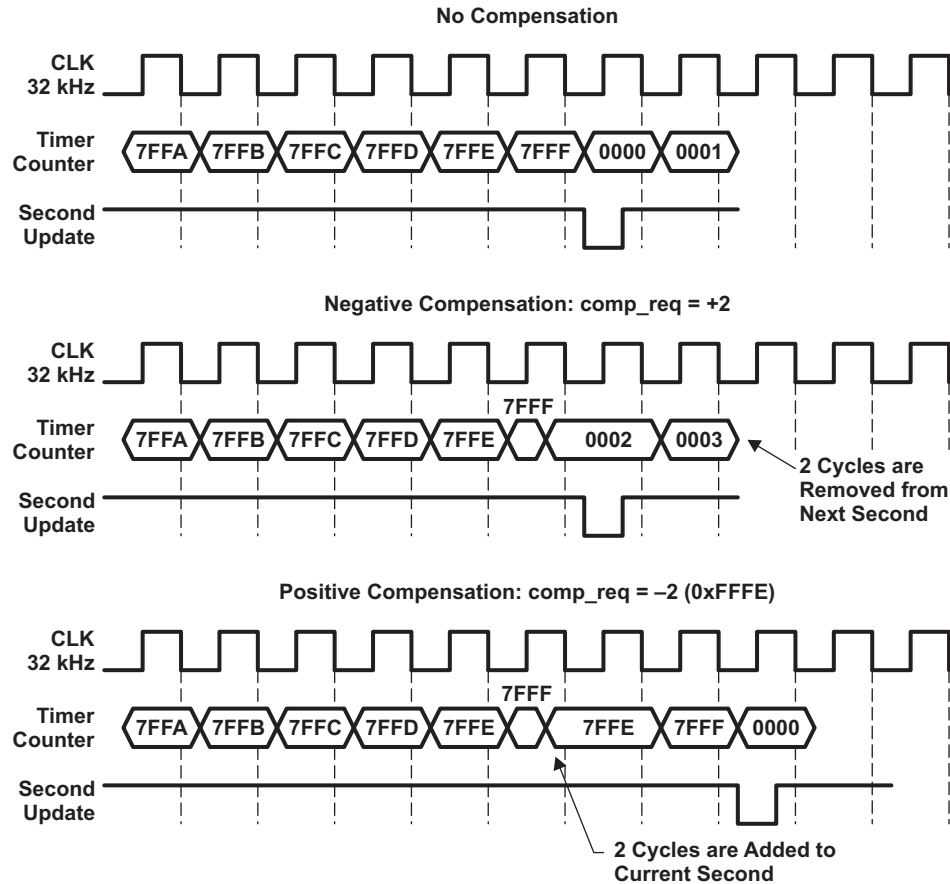 No Compensation
CLK
32 kHz
Timer
Counter
7FFA 7FFB 7FFC 7FFD 7FFE 7FFF 0000 0001
Second
Update
Negative Compensation: comp_req = +2
CLK
32 kHz
7FFF
Timer
Counter
7FFA 7FFB 7FFC 7FFD 7FFE 0002 0003
2 Cycles are
Removed from
Next Second
Second
Update
Positive Compensation: comp_req = –2 (0xFFFE)
CLK
32 kHz
7FFF
Timer
Counter
7FFA 7FFB 7FFC 7FFD 7FFE 7FFE 7FFF 0000
Second
Update
2 Cycles are Added to
Current Second